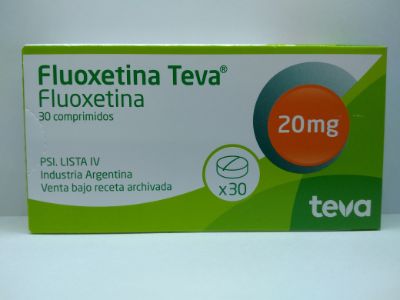 Fluoxetina Teva®
Fluoxetina
30 comprimidos
20mg
PSI. LISTA IV
Industria Argentina
Venta bajo receta archivada
x30
teva